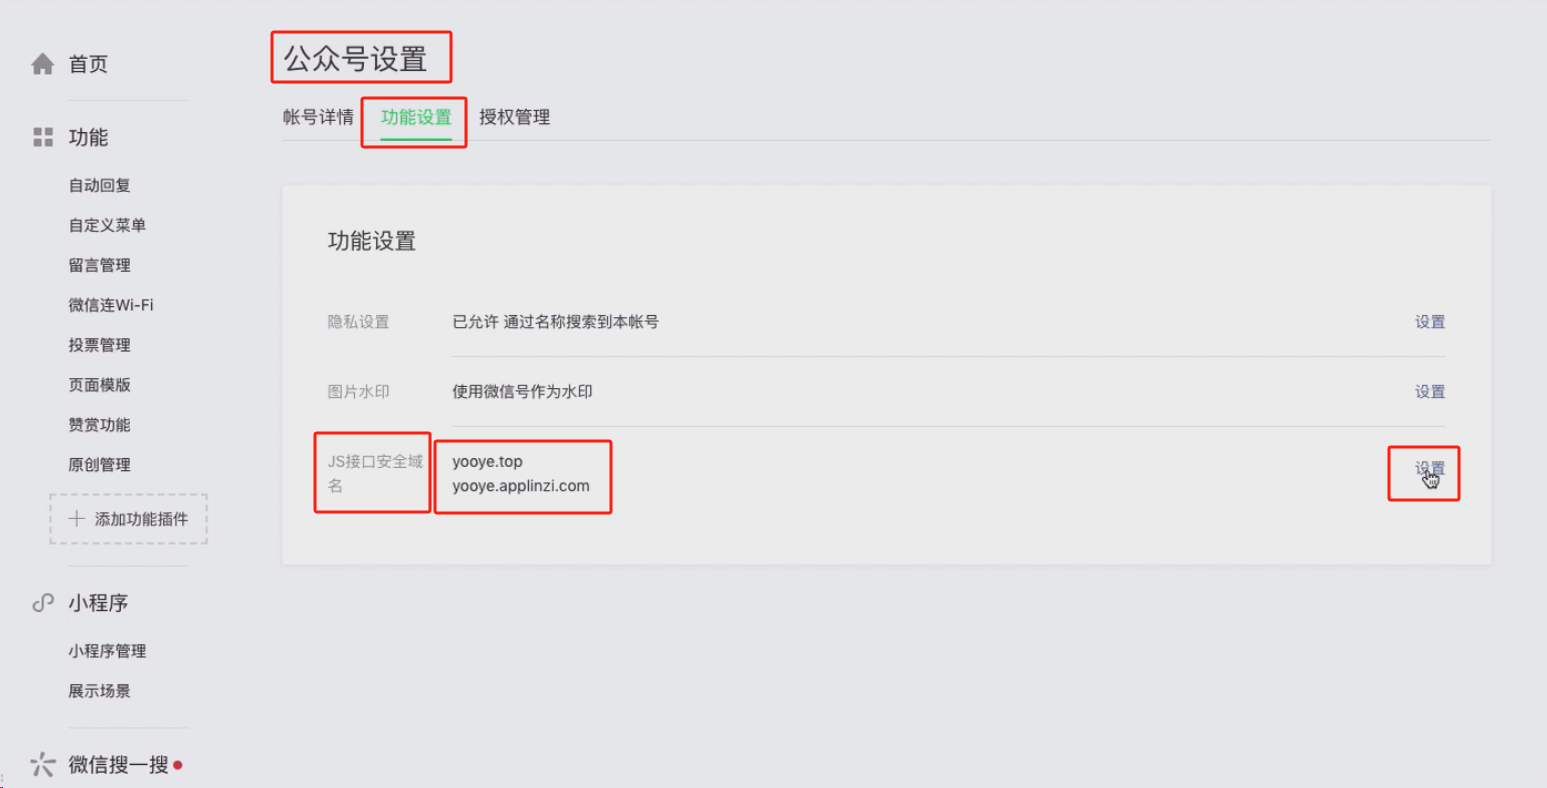 首页
功能
自动回复
自定义菜单
留言管理
微信连Wi-Fi
投票管理
页面模版
赞赏功能
原创管理
添加功能插件
小程序
小程序管理
展示场景
微信搜一搜
公众号设置
帐号详情 功能设置 授权管理
功能设置
隐私设置 已允许 通过名称搜索到本帐号 设置
图片水印 使用微信号作为水印 设置
JS接口安全域
名
yooye.top
yooye.applinzi.com
设置